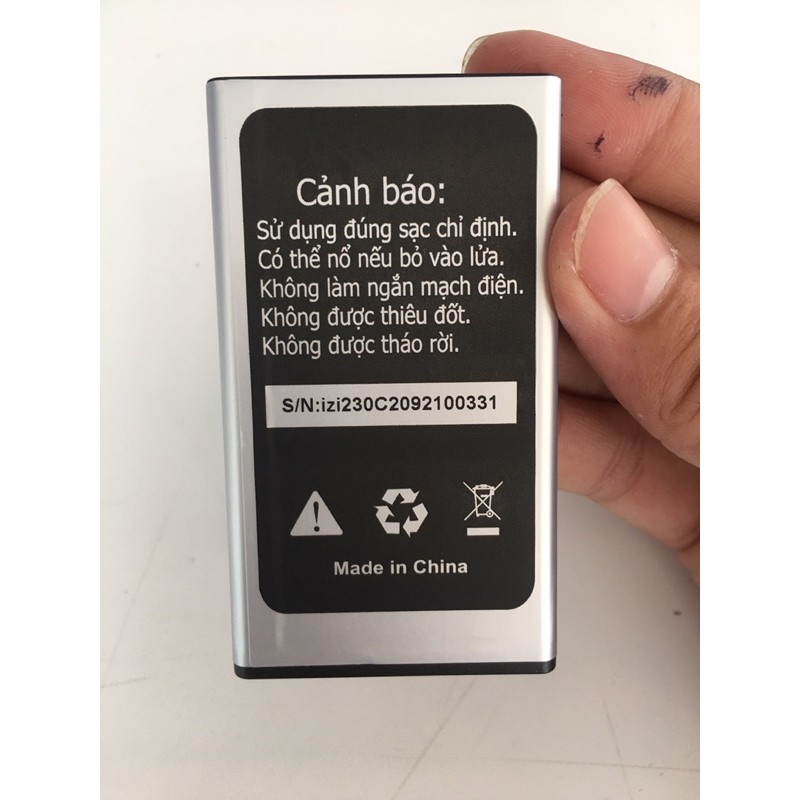 Cảnh báo:
Sử dụng đúng sạc chỉ định.
Có thể nổ nếu bỏ vào lửa.
Không làm ngắn mạch điện.
Không được thiêu đốt.
Không được tháo rời.
S/N:izi230C2092100331
Made in China